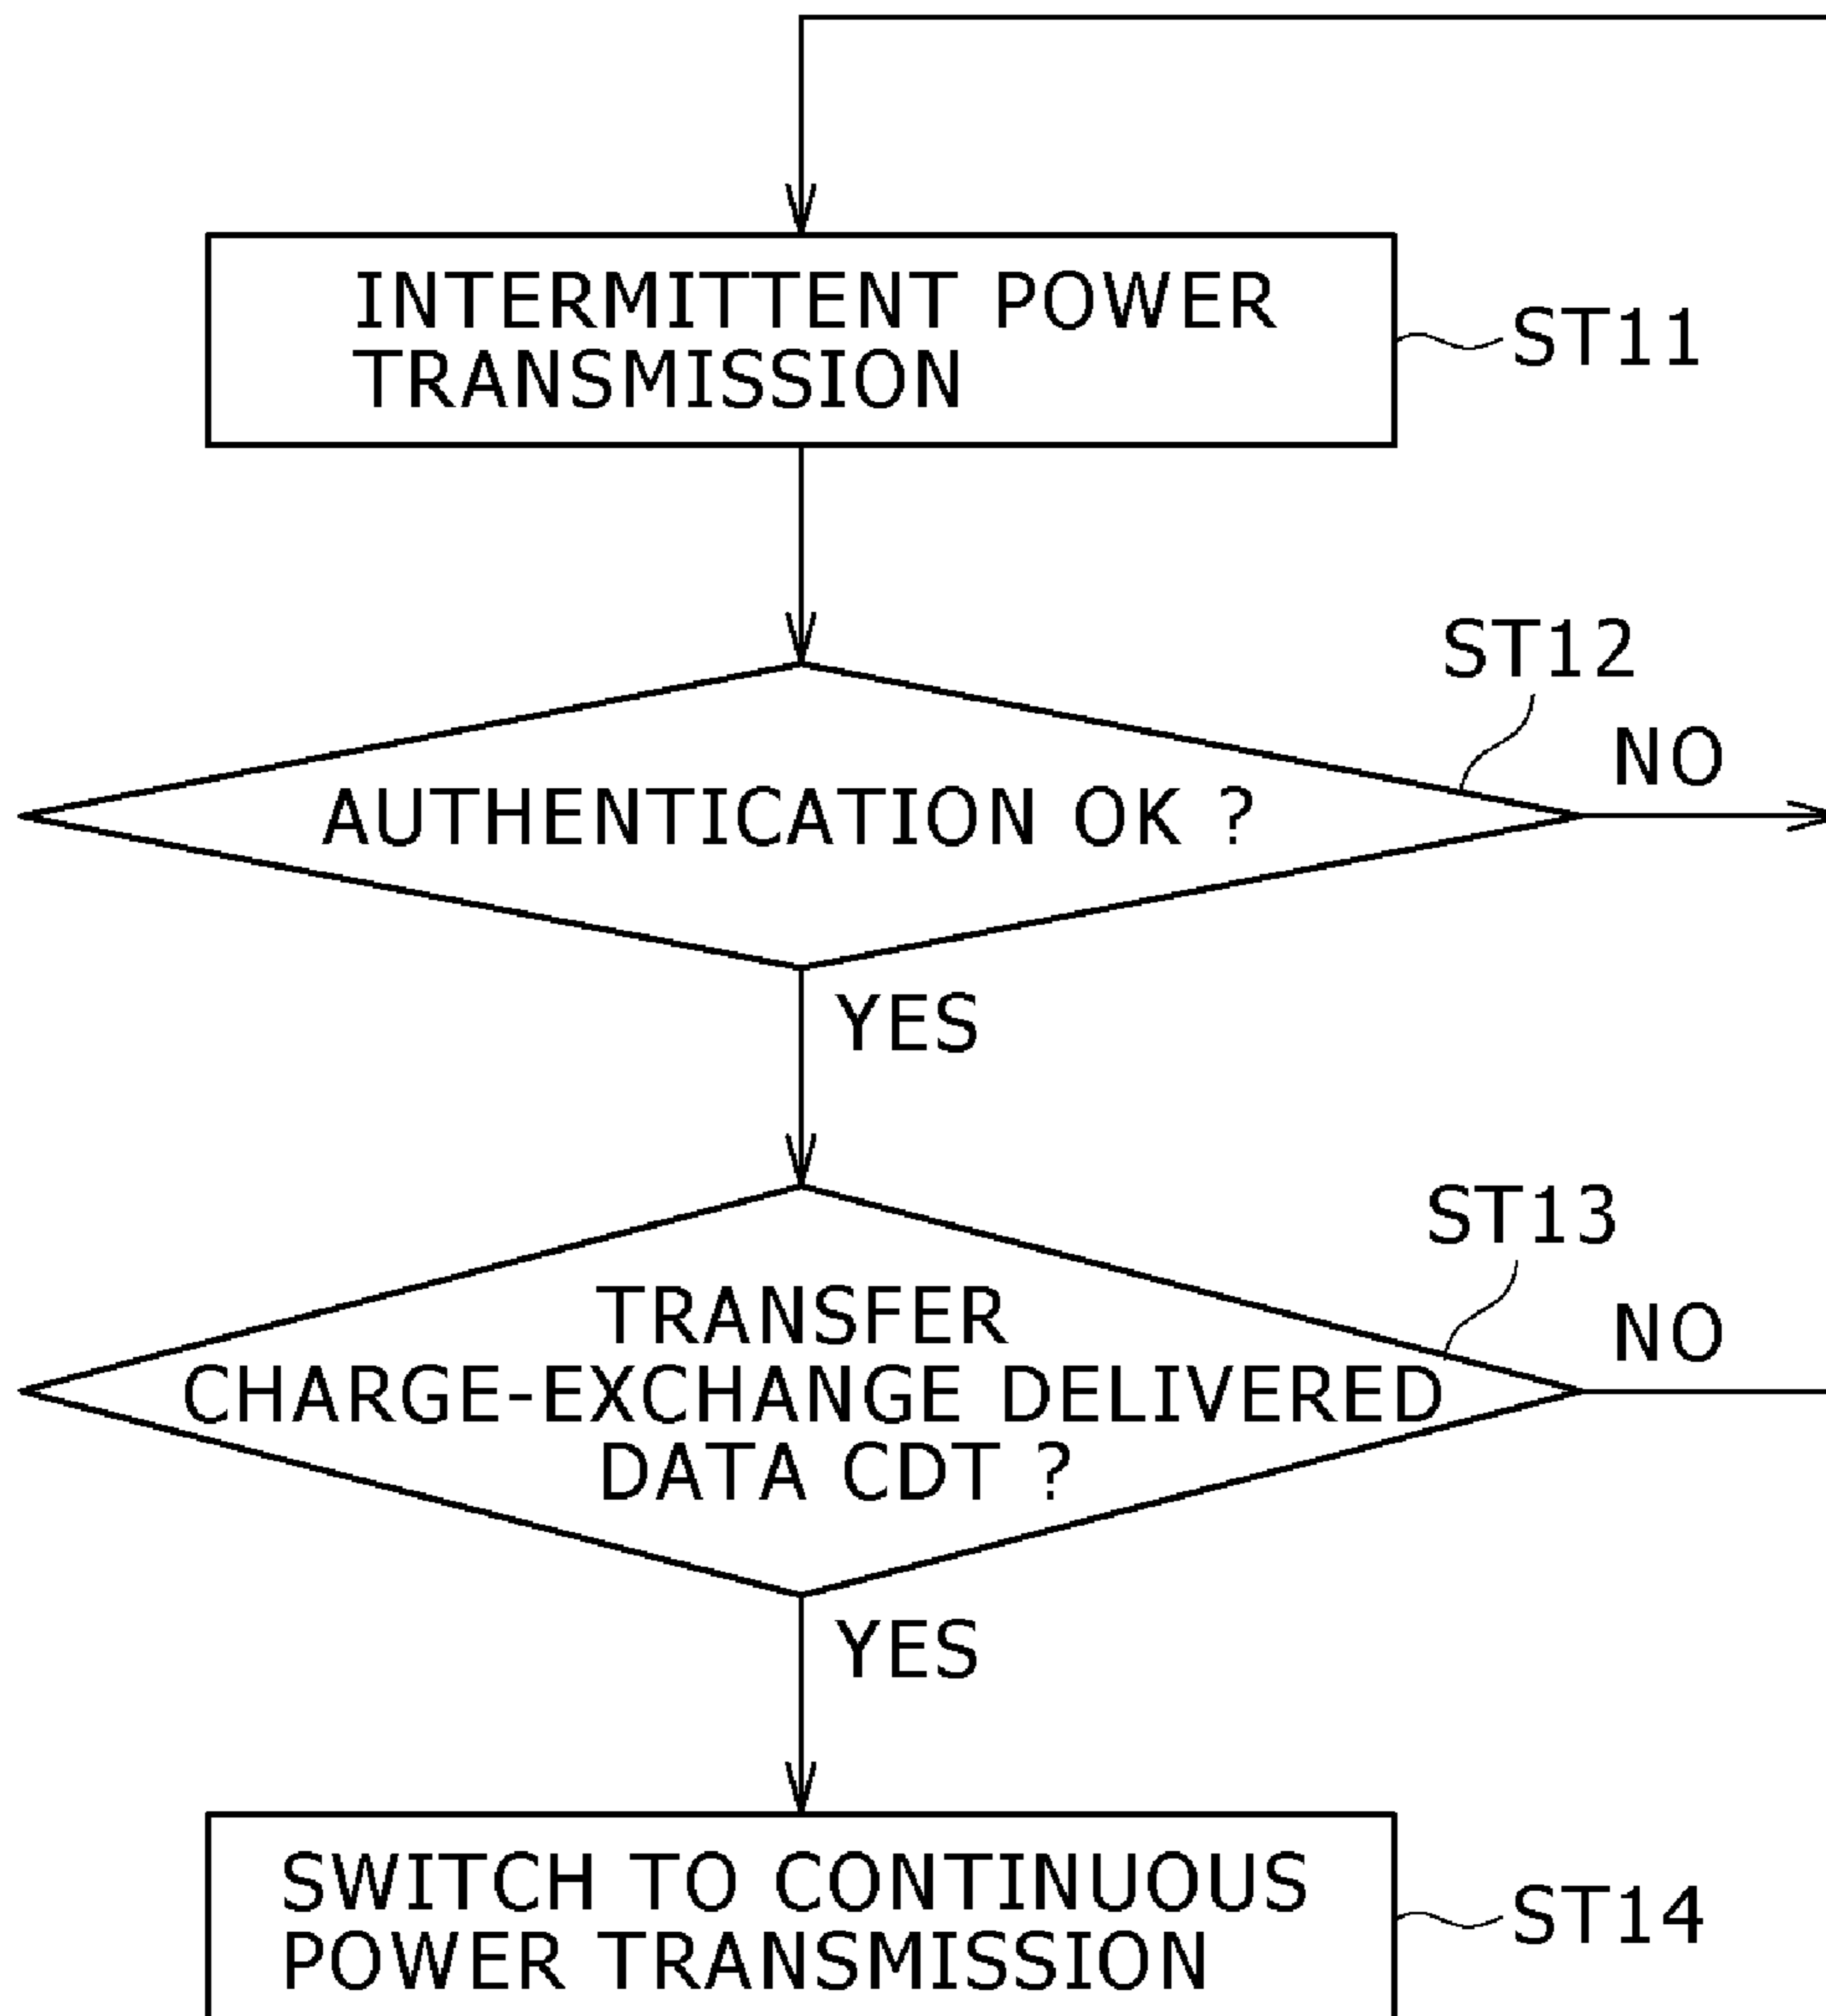 INTERMITTENT POWER
TRANSMISSION
ST11
ST12
NO
AUTHENTICATION OK ?
YES
ST13
NO
TRANSFER
CHARGE-EXCHANGE DELIVERED
DATA CDT ?
YES
SWITCH TO CONTINUOUS
POWER TRANSMISSION
ST14